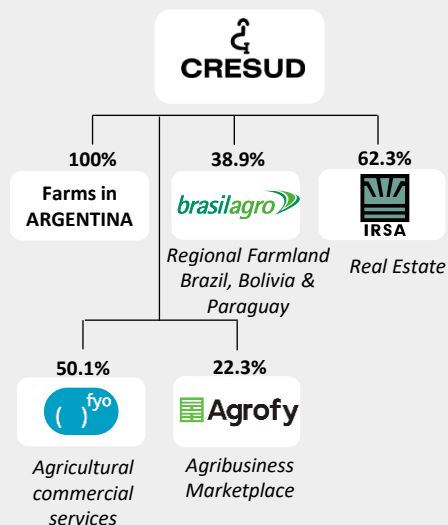 CRESUD
100%
38.9%
62.3%
Farms in
ARGENTINA
brasilagro
IRSA
Regional Farmland
Brazil, Bolivia &
Paraguay
Real Estate
50.1%
22.3%
( ) fyo
Agrofy
Agricultural
commercial
services
Agribusiness
Marketplace